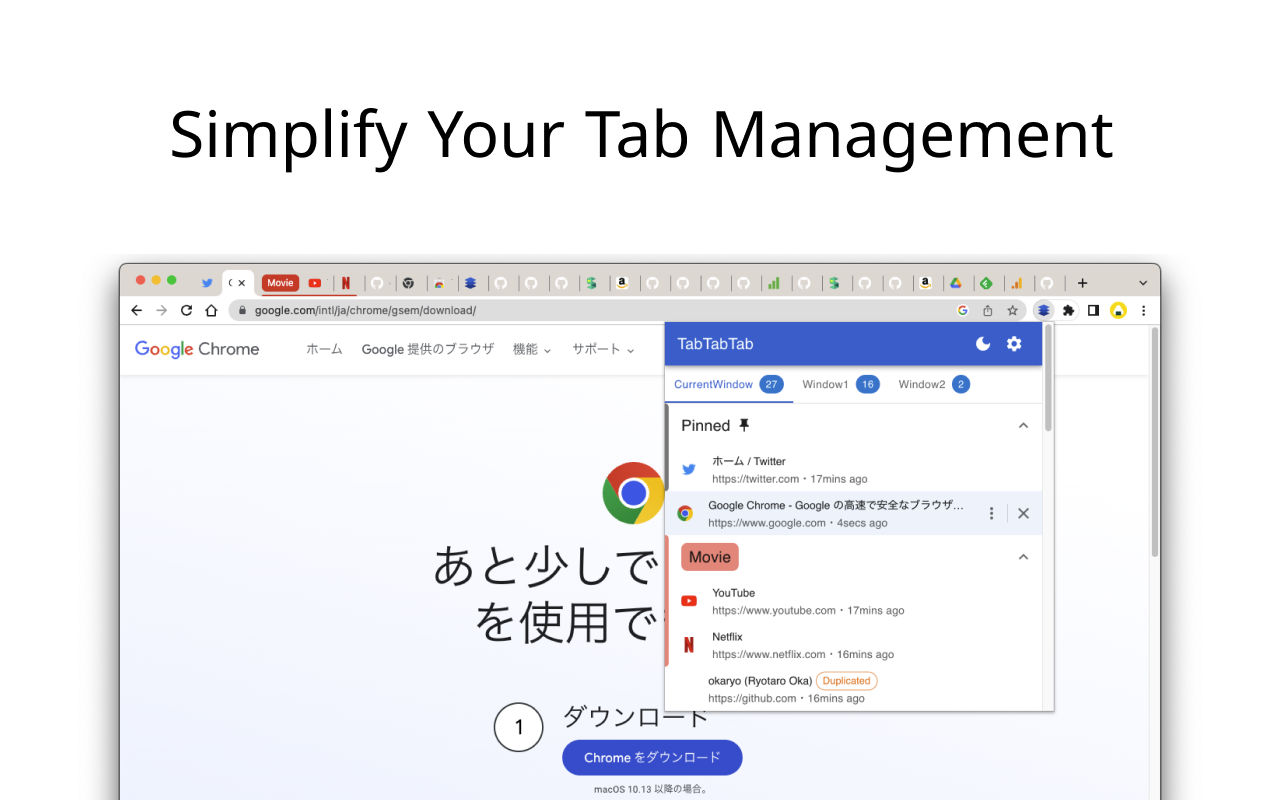 Simplify Your Tab Management
Movie
google.com/intl/ja/chrome/gsem/download/
Google Chrome
ホーム
Google 提供のブラウザ
機能
サポート
TabTabTab
CurrentWindow 27
Window1 16
Window2 2
Pinned
ホーム / Twitter
https://twitter.com・17mins ago
Google Chrome - Google の高速で安全なブラウザ…
https://www.google.com・4secs ago
Movie
YouTube
https://www.youtube.com・17mins ago
Netflix
https://www.netflix.com・16mins ago
okaryo (Ryotaro Oka) Duplicated
https://github.com・16mins ago
あと少しで
を使用で
1
ダウンロード
Chrome をダウンロード
macOS 10.13 以降の場合。